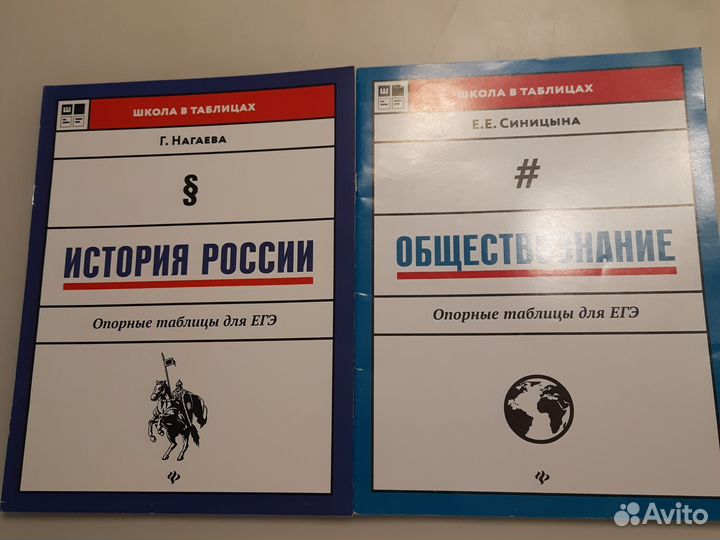 Ш
ШКОЛА В ТАБЛИЦАХ
Г. НАГАЕВА
§
ИСТОРИЯ РОССИИ
Опорные таблицы для ЕГЭ
Ш
ШКОЛА В ТАБЛИЦАХ
Е.Е. СИНИЦЫНА
#
ОБЩЕСТВОЗНАНИЕ
Опорные таблицы для ЕГЭ
Avito